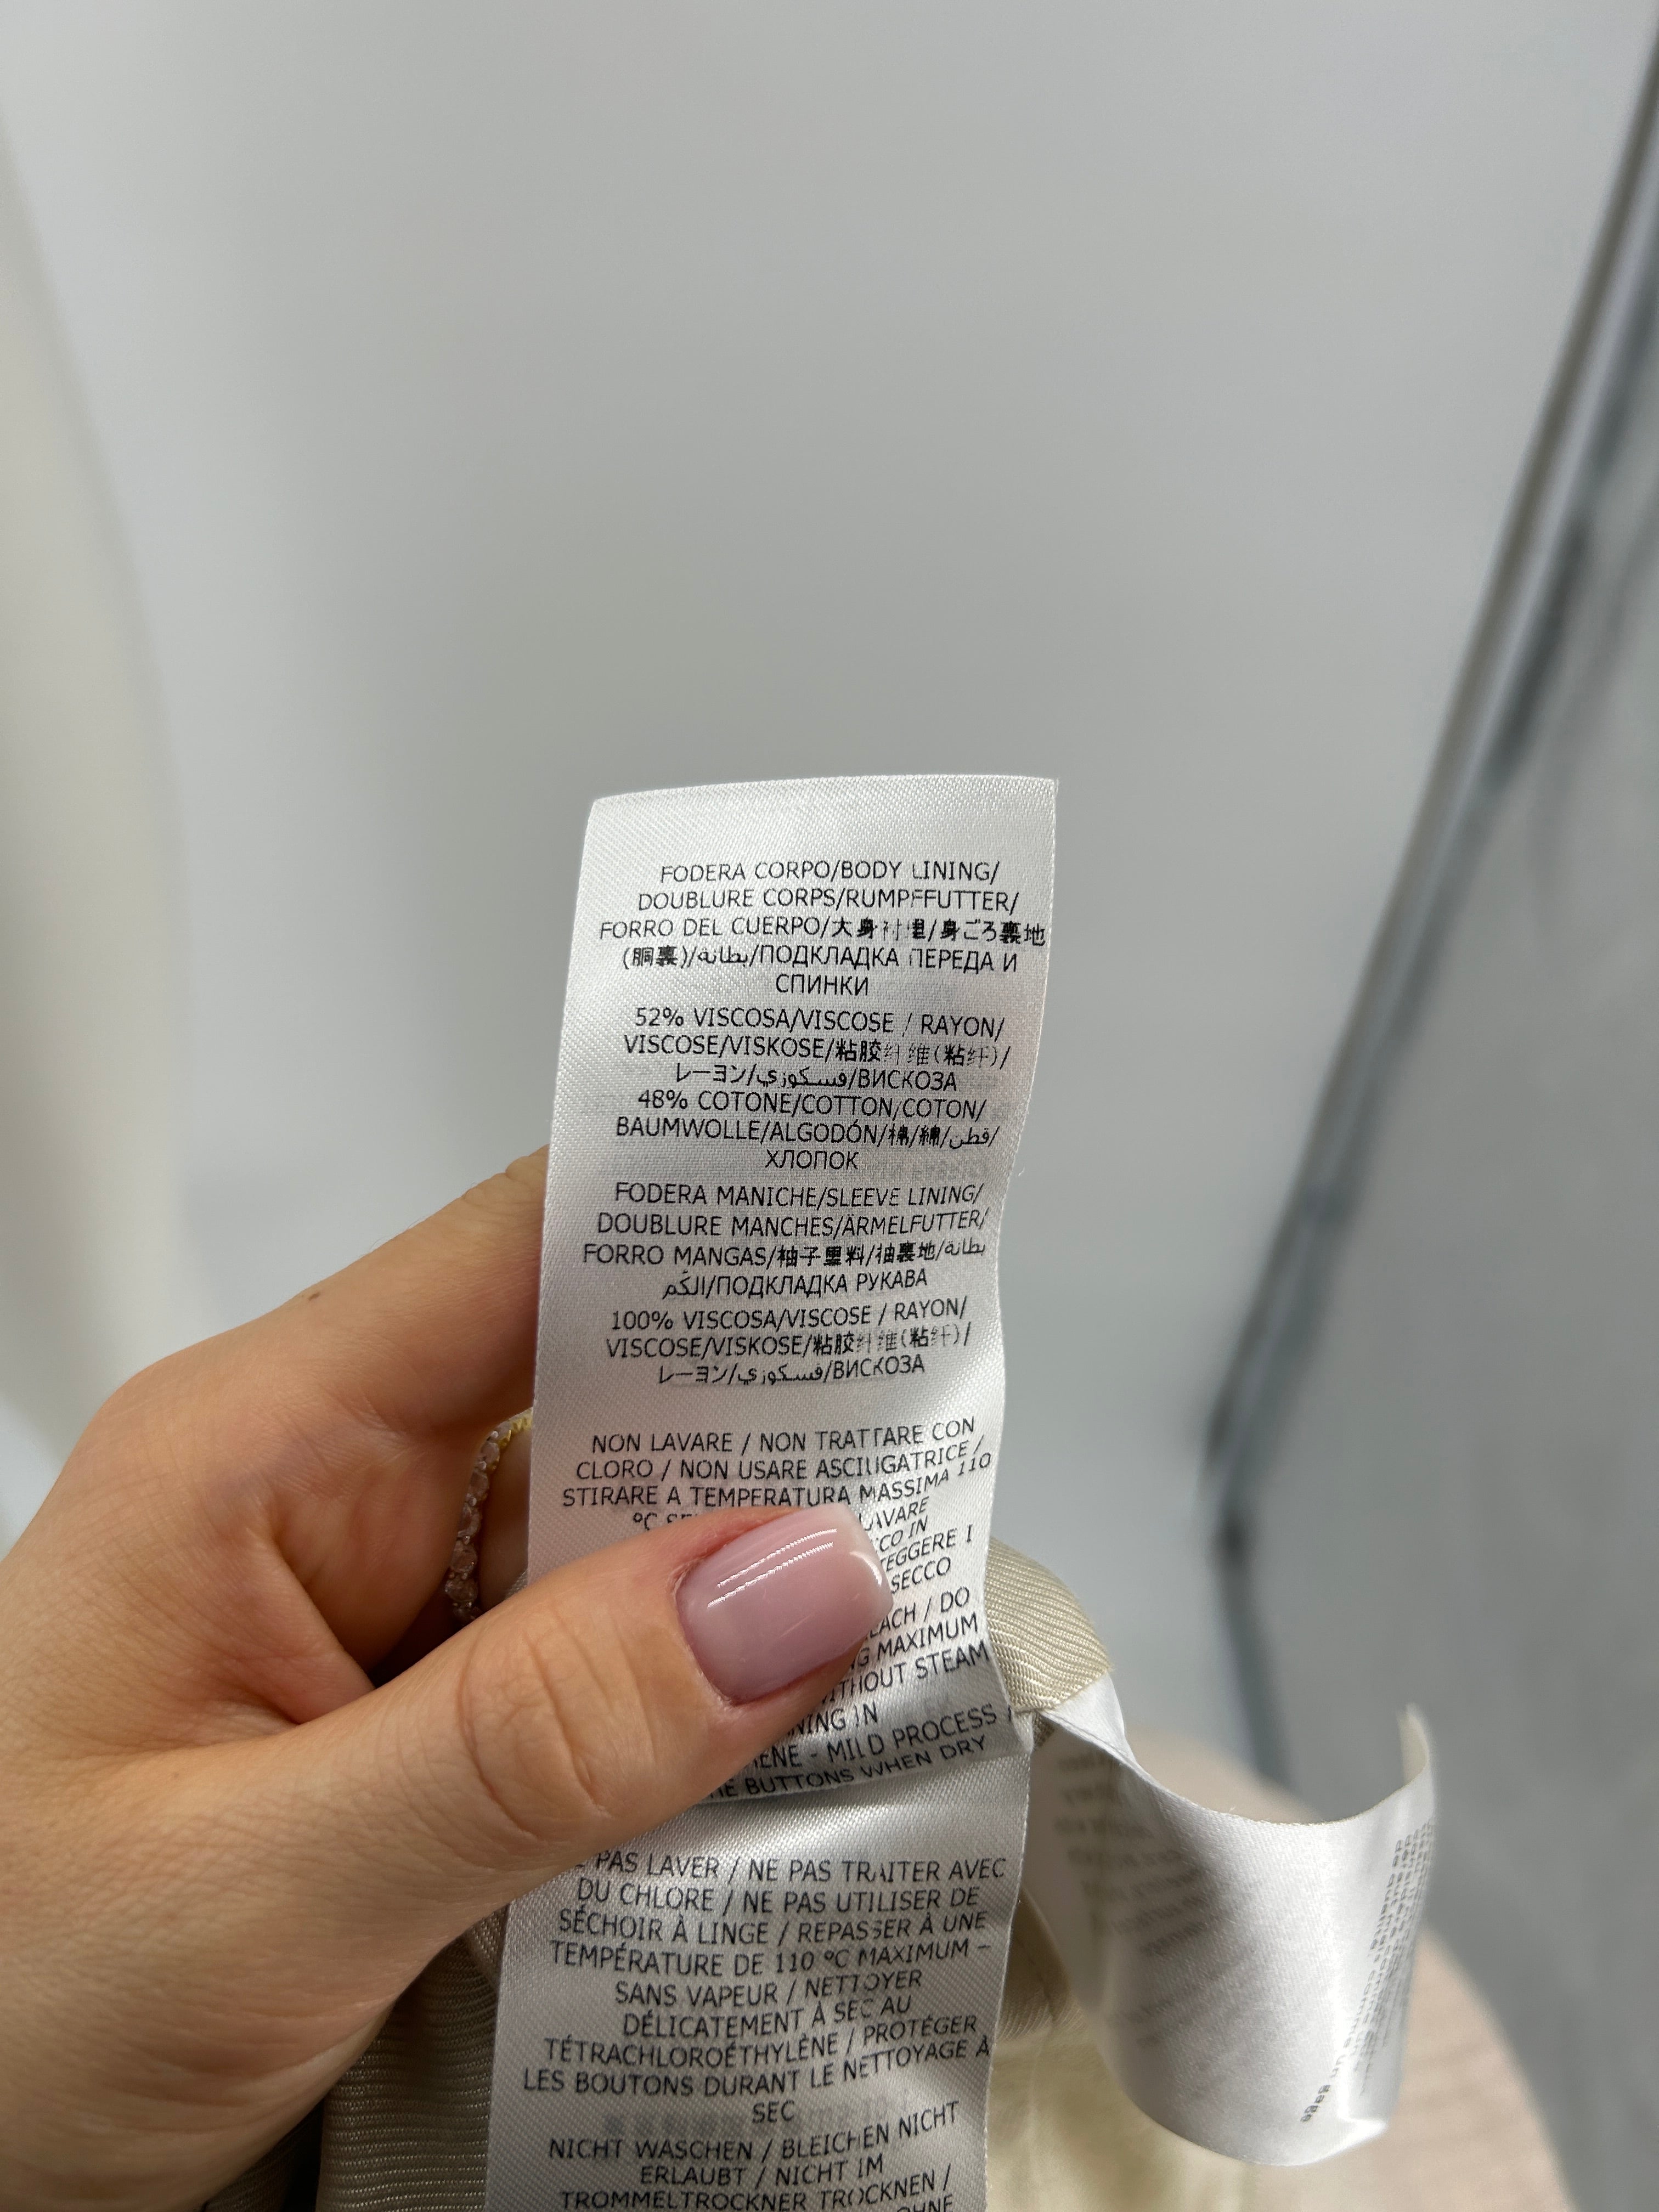 FODERA CORPO/BODY LINING/
DOUBLURE CORPS/RUMPFFUTTER/
FORRO DEL CUERPO/大身衬里/身ごろ裏地
(胴裏)/بطانة/ПОДКЛАДКА ПЕРЕДА И
СПИНКИ
52% VISCOSA/VISCOSE / RAYON/
VISCOSE/VISKOSE/粘胶纤维(粘纤)/
レーヨン/فسكوزي/ВИСКОЗА
48% COTONE/COTTON/COTON/
BAUMWOLLE/ALGODÓN/棉/綿/قطن/
ХЛОПОК
FODERA MANICHE/SLEEVE LINING/
DOUBLURE MANCHES/ÄRMELFUTTER/
FORRO MANGAS/袖子里料/袖裏地/بطانة
الكُم/ПОДКЛАДКА РУКАВА
100% VISCOSA/VISCOSE / RAYON/
VISCOSE/VISKOSE/粘胶纤维(粘纤)/
レーヨン/فسكوزي/ВИСКОЗА
NON LAVARE / NON TRATTARE CON
CLORO / NON USARE ASCIUGATRICE /
STIRARE A TEMPERATURA MASSIMA 110
°C
LAVARE
IN
I
SECCO
/ DO
MAXIMUM
STEAM
IN
- MILD PROCESS /
BUTTONS WHEN DRY
PAS LAVER / NE PAS TRAITER AVEC
DU CHLORE / NE PAS UTILISER DE
SÉCHOIR À LINGE / REPASSER À UNE
TEMPÉRATURE DE 110 °C MAXIMUM –
SANS VAPEUR / NETTOYER
DÉLICATEMENT À SEC AU
TÉTRACHLOROÉTHYLÈNE / PROTÉGER
LES BOUTONS DURANT LE NETTOYAGE À
SEC
NICHT WASCHEN / BLEICHEN NICHT
ERLAUBT / NICHT IM
TROMMELTROCKNER TROCKNEN /
OHNE